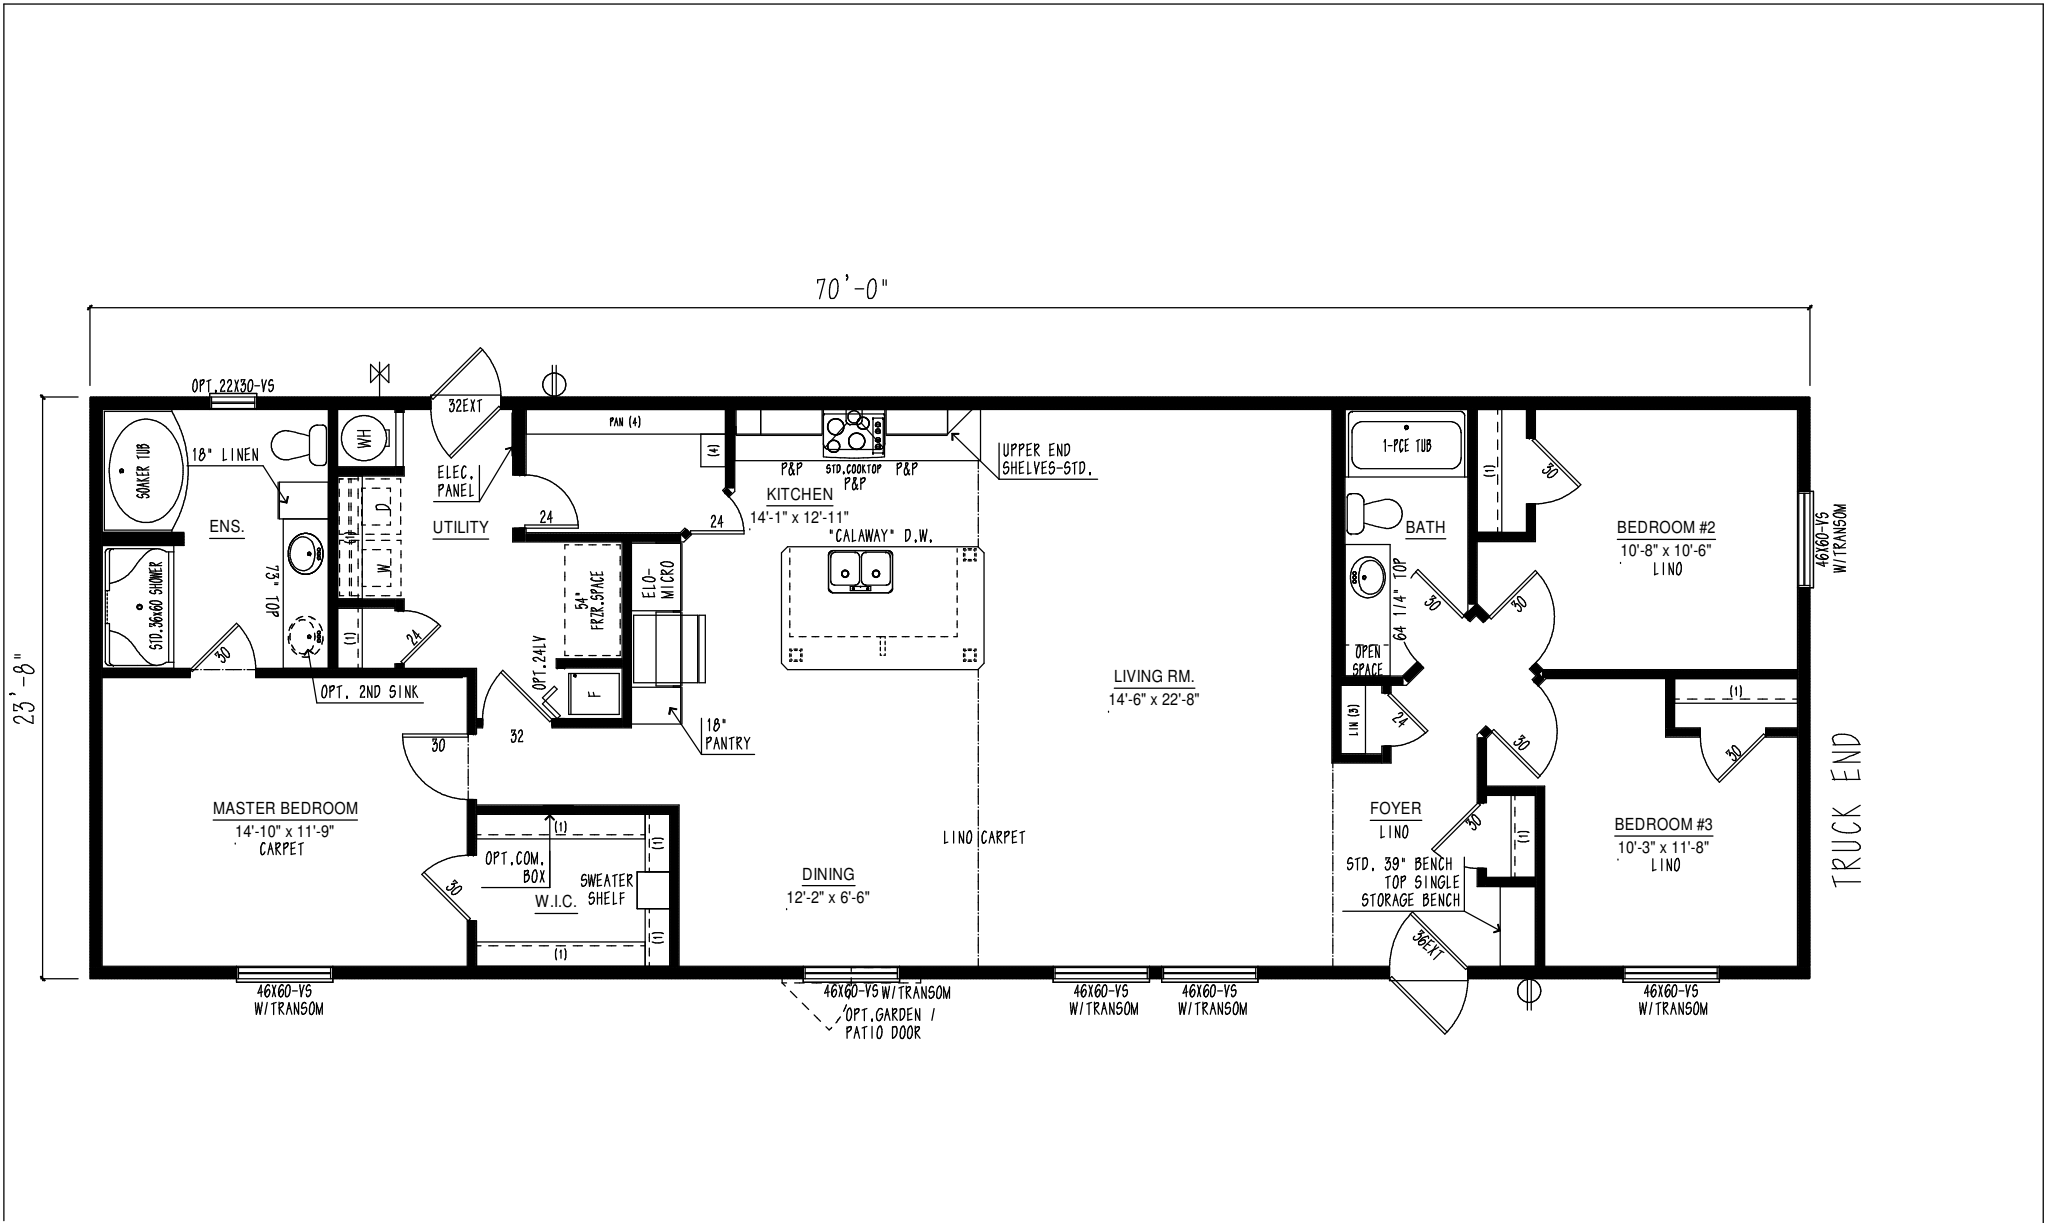 70'-0"
23'-8"
OPT.22X30-VS
32EXT
SOAKER TUB
18" LINEN
ENS.
STD.36x60 SHOWER
73" TOP
30
OPT. 2ND SINK
WH
D
W
(1)
(1)
24
ELEC.
PANEL
UTILITY
PAN (4)
(4)
24
24
54"
FRZR.SPACE
OPT.24LV
F
32
ELO-
MICRO
18"
PANTRY
P&P
STD.COOKTOP
P&P
P&P
KITCHEN
14'-1" x 12'-11"
"CALAWAY" D.W.
UPPER END
SHELVES-STD.
LIVING RM.
14'-6" x 22'-8"
1-PCE TUB
BATH
64 1/4" TOP
OPEN
SPACE
30
LIN (3)
24
(1)
30
BEDROOM #2
10'-8" x 10'-6"
LINO
30
46X60-VS
W/TRANSOM
(1)
30
30
BEDROOM #3
10'-3" x 11'-8"
LINO
TRUCK END
MASTER BEDROOM
14'-10" x 11'-9"
CARPET
30
30
(1)
(1)
OPT.COM.
BOX
SWEATER
SHELF
W.I.C.
(1)
(1)
DINING
12'-2" x 6'-6"
LINO CARPET
FOYER
LINO
30
(1)
STD. 39" BENCH
TOP SINGLE
STORAGE BENCH
36EXT
46X60-VS
W/TRANSOM
46X60-VS W/TRANSOM
OPT.GARDEN /
PATIO DOOR
46X60-VS
W/TRANSOM
46X60-VS
W/TRANSOM
46X60-VS
W/TRANSOM